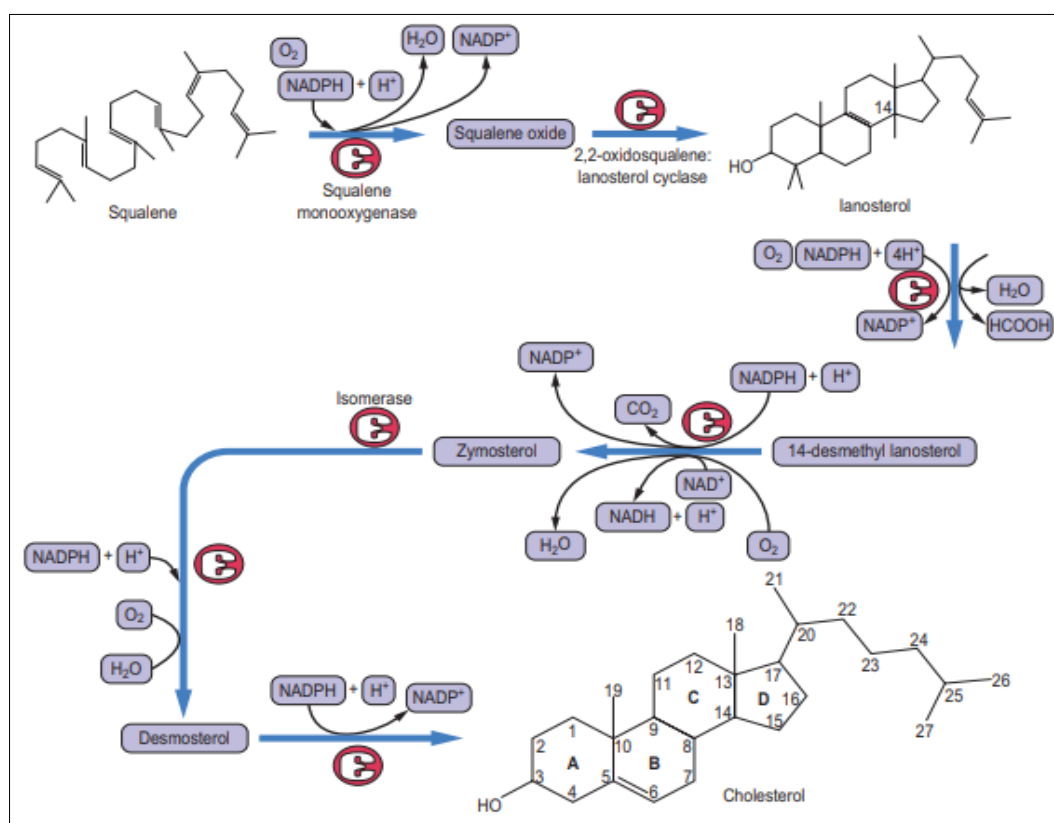 O₂
NADPH + H⁺
H₂O
NADP⁺
Squalene
Squalene
monooxygenase
Squalene oxide
2,2-oxidosqualene:
lanosterol cyclase
14
HO
lanosterol
O₂ NADPH + 4H⁺
NADP⁺
H₂O
HCOOH
14-desmethyl lanosterol
NADPH + H⁺
NADP⁺
CO₂
NAD⁺
NADH + H⁺
H₂O
O₂
Zymosterol
Isomerase
NADPH + H⁺
O₂
H₂O
Desmosterol
NADPH + H⁺
NADP⁺
21
22
18
20
24
12
17
23
11
13
26
19
C
D
16
25
1
9
14
15
27
2
10
8
A
B
3
5
7
4
6
HO
Cholesterol